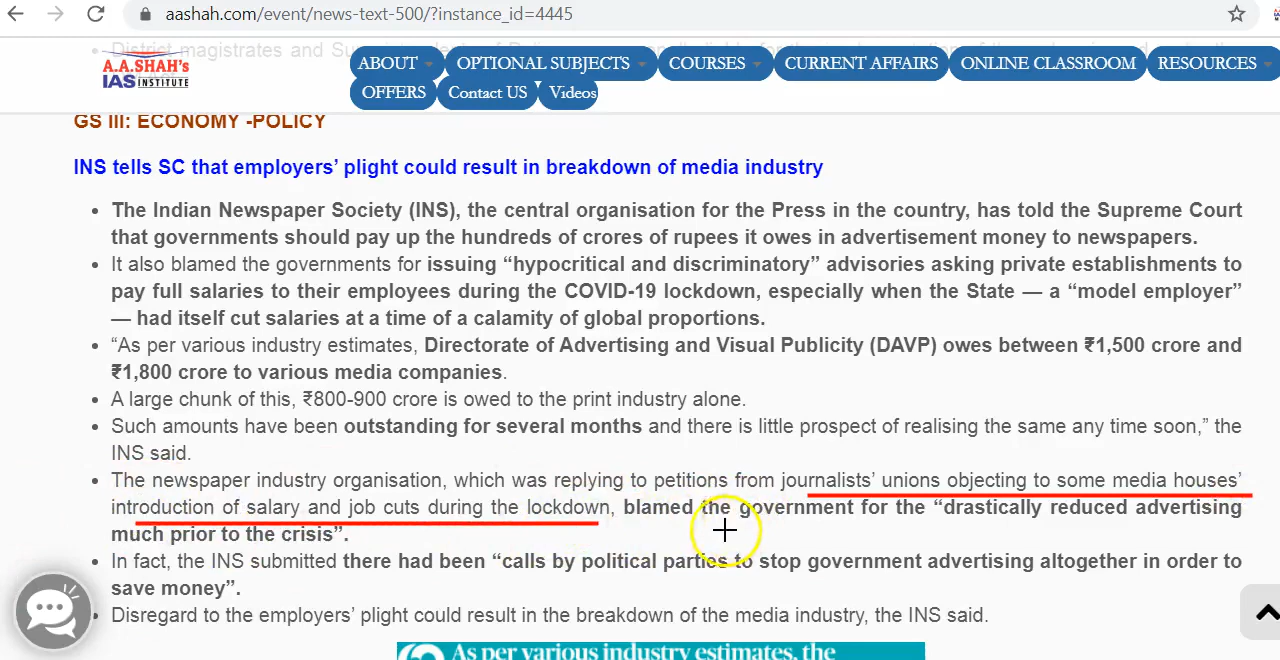 aashah.com/event/news-text-500/?instance_id=4445
A.A.SHAH's
IAS INSTITUTE
ABOUT
OPTIONAL SUBJECTS
COURSES
CURRENT AFFAIRS
ONLINE CLASSROOM
RESOURCES
OFFERS
Contact US
Videos
District magistrates and
GS III: ECONOMY -POLICY
INS tells SC that employers’ plight could result in breakdown of media industry
• The Indian Newspaper Society (INS), the central organisation for the Press in the country, has told the Supreme Court
that governments should pay up the hundreds of crores of rupees it owes in advertisement money to newspapers.
• It also blamed the governments for issuing “hypocritical and discriminatory” advisories asking private establishments to
pay full salaries to their employees during the COVID-19 lockdown, especially when the State — a “model employer”
— had itself cut salaries at a time of a calamity of global proportions.
• “As per various industry estimates, Directorate of Advertising and Visual Publicity (DAVP) owes between ₹1,500 crore and
₹1,800 crore to various media companies.
• A large chunk of this, ₹800-900 crore is owed to the print industry alone.
• Such amounts have been outstanding for several months and there is little prospect of realising the same any time soon,” the
INS said.
• The newspaper industry organisation, which was replying to petitions from journalists’ unions objecting to some media houses’
introduction of salary and job cuts during the lockdown, blamed the government for the “drastically reduced advertising
much prior to the crisis”.
• In fact, the INS submitted there had been “calls by political parties to stop government advertising altogether in order to
save money”.
• Disregard to the employers’ plight could result in the breakdown of the media industry, the INS said.
As per various industry estimates, the